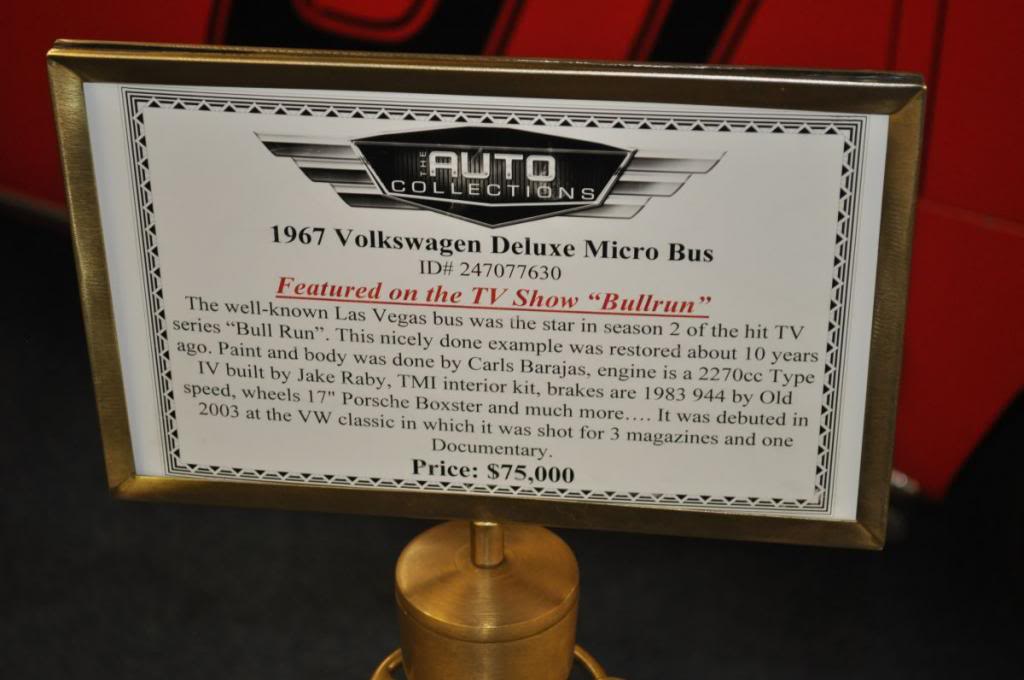 THE AUTO
COLLECTIONS
1967 Volkswagen Deluxe Micro Bus
ID# 247077630
Featured on the TV Show “Bullrun”
The well-known Las Vegas bus was the star in season 2 of the hit TV
series “Bull Run”. This nicely done example was restored about 10 years
ago. Paint and body was done by Carls Barajas, engine is a 2270cc Type
IV built by Jake Raby, TMI interior kit, brakes are 1983 944 by Old
speed, wheels 17" Porsche Boxster and much more…. It was debuted in
2003 at the VW classic in which it was shot for 3 magazines and one
Documentary.
Price: $75,000